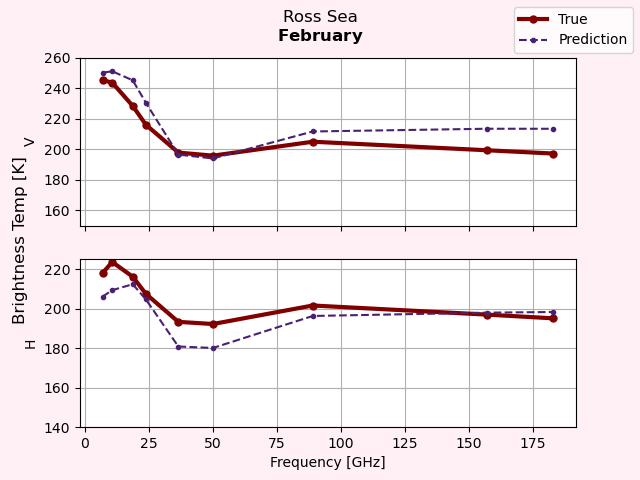 Ross Sea
February
True
Prediction
Brightness Temp [K]
V
260
240
220
200
180
160
H
220
200
180
160
140
0
25
50
75
100
125
150
175
Frequency [GHz]